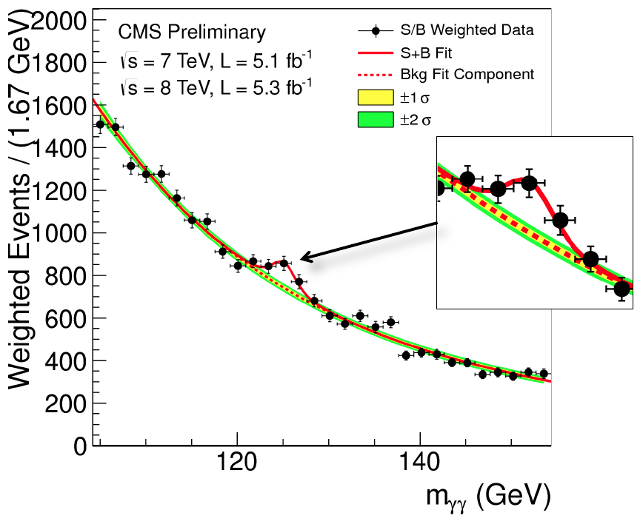 CMS Preliminary
√s = 7 TeV, L = 5.1 fb⁻¹
√s = 8 TeV, L = 5.3 fb⁻¹
S/B Weighted Data
S+B Fit
Bkg Fit Component
±1 σ
±2 σ
Weighted Events / (1.67 GeV)
2000
1800
1600
1400
1200
1000
800
600
400
200
0
120
140
mγγ (GeV)